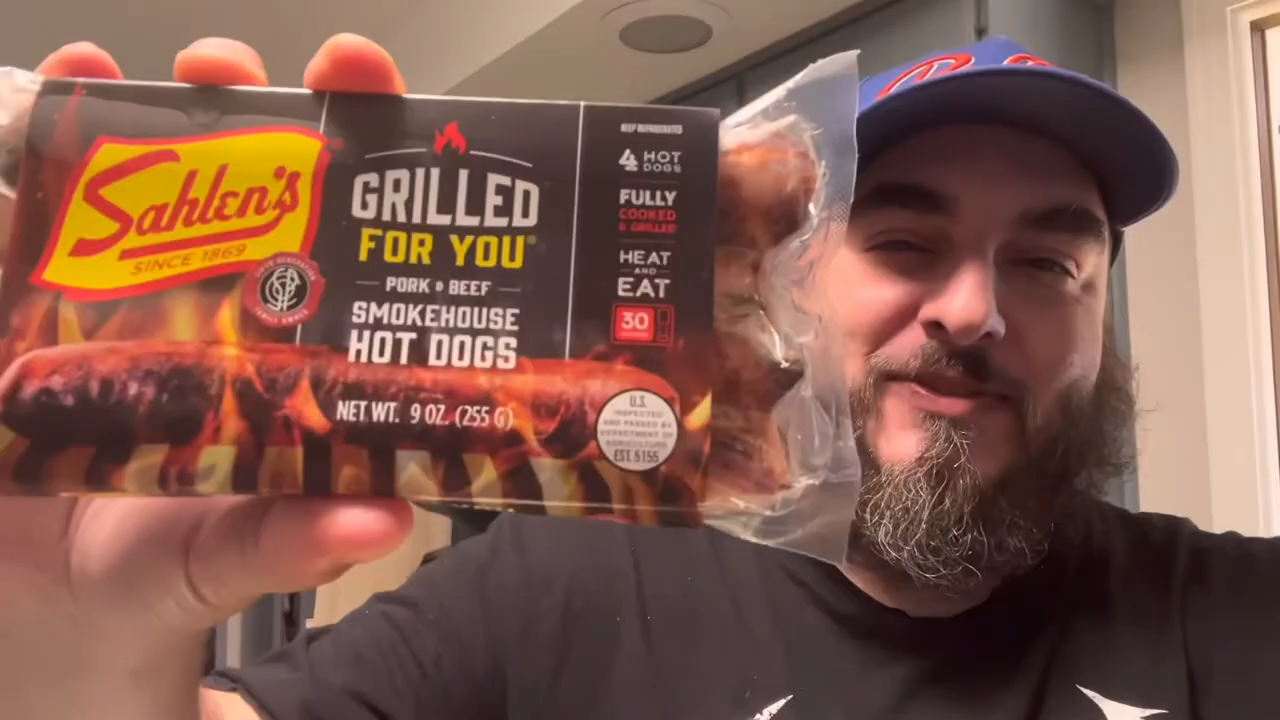 Sahlen's
SINCE 1869
GRILLED
FOR YOU®
PORK & BEEF
SMOKEHOUSE
HOT DOGS
NET WT. 9 OZ. (255 G)
KEEP REFRIGERATED
4 HOT
DOGS
FULLY
COOKED
& GRILLED
HEAT
AND
EAT
30
U.S.
INSPECTED
AND PASSED BY
DEPARTMENT OF
AGRICULTURE
EST. 5155